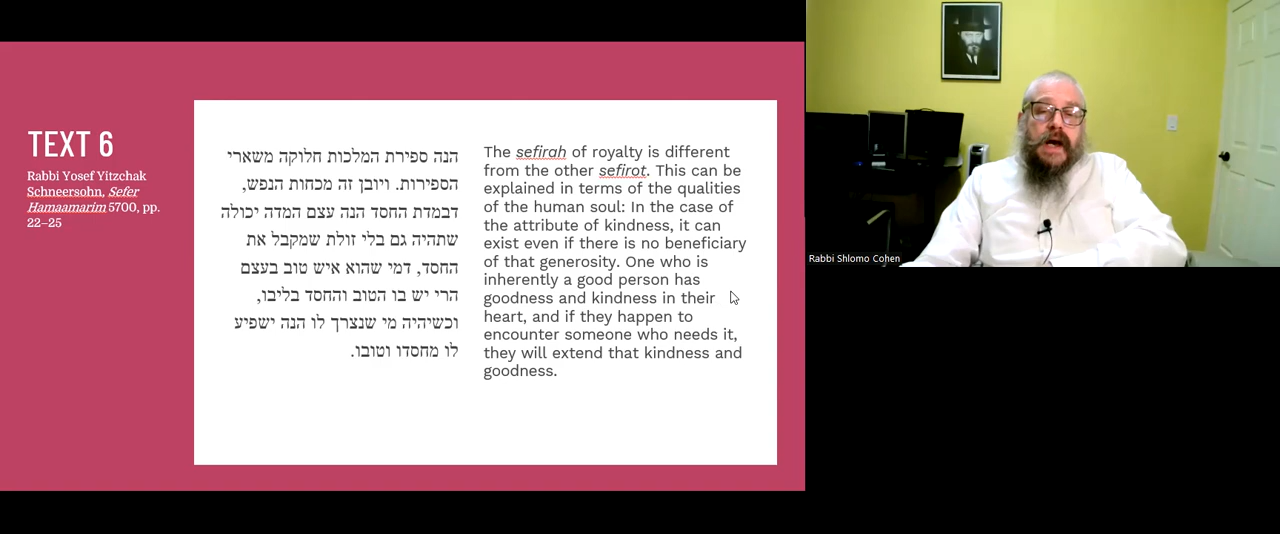 TEXT 6
Rabbi Yosef Yitzchak
Schneersohn, Sefer
Hamaamarim 5700, pp.
22–25
הנה ספירת המלכות חלוקה משארי
הספירות. ויובן זה מכחות הנפש,
דבמדת החסד הנה עצם המדה יכולה
שתהיה גם בלי זולת שמקבל את
החסד, דמי שהוא איש טוב בעצם
הרי יש בו הטוב והחסד בליבו,
וכשיהיה מי שנצרך לו הנה ישפיע
לו מחסדו וטובו.
The sefirah of royalty is different
from the other sefirot. This can be
explained in terms of the qualities
of the human soul: In the case of
the attribute of kindness, it can
exist even if there is no beneficiary
of that generosity. One who is
inherently a good person has
goodness and kindness in their
heart, and if they happen to
encounter someone who needs it,
they will extend that kindness and
goodness.
Rabbi Shlomo Cohen